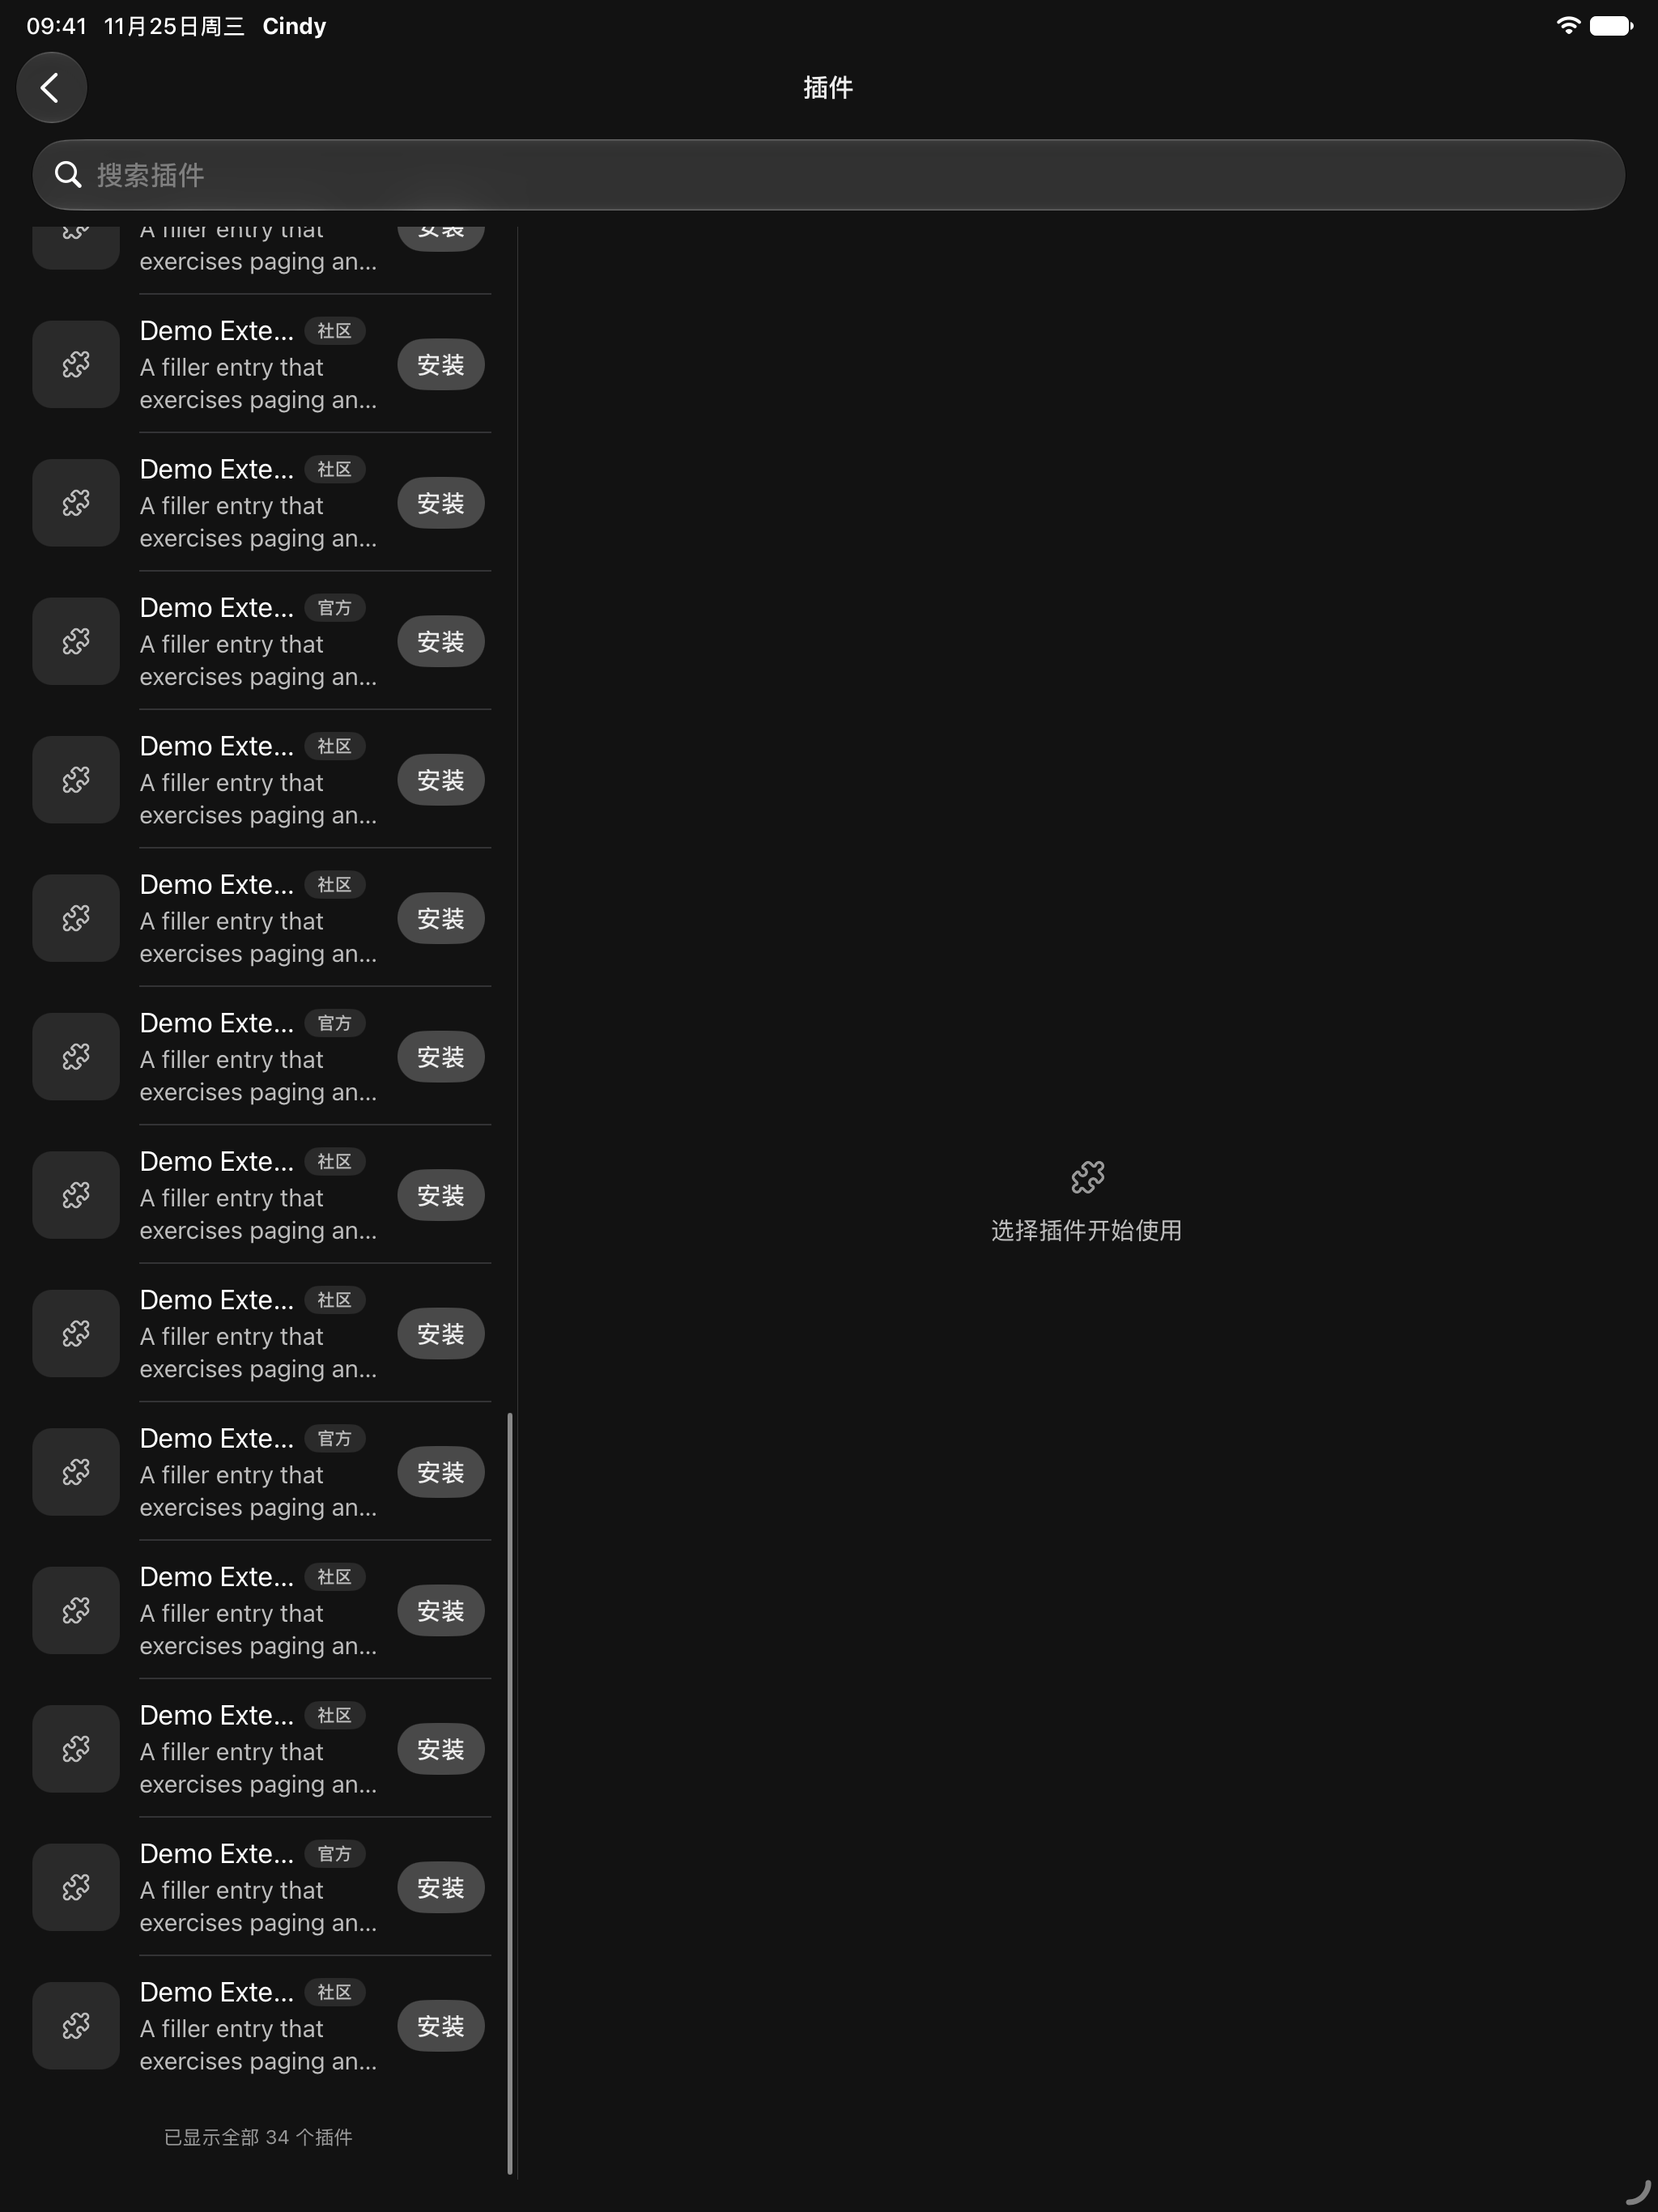 09:41 11月25日周三 Cindy
插件
搜索插件
A filler entry that
exercises paging an...
安装
Demo Exte... 社区
A filler entry that
exercises paging an...
安装
Demo Exte... 社区
A filler entry that
exercises paging an...
安装
Demo Exte... 官方
A filler entry that
exercises paging an...
安装
Demo Exte... 社区
A filler entry that
exercises paging an...
安装
Demo Exte... 社区
A filler entry that
exercises paging an...
安装
Demo Exte... 官方
A filler entry that
exercises paging an...
安装
Demo Exte... 社区
A filler entry that
exercises paging an...
安装
Demo Exte... 社区
A filler entry that
exercises paging an...
安装
Demo Exte... 官方
A filler entry that
exercises paging an...
安装
Demo Exte... 社区
A filler entry that
exercises paging an...
安装
Demo Exte... 社区
A filler entry that
exercises paging an...
安装
Demo Exte... 官方
A filler entry that
exercises paging an...
安装
Demo Exte... 社区
A filler entry that
exercises paging an...
安装
已显示全部 34 个插件
选择插件开始使用